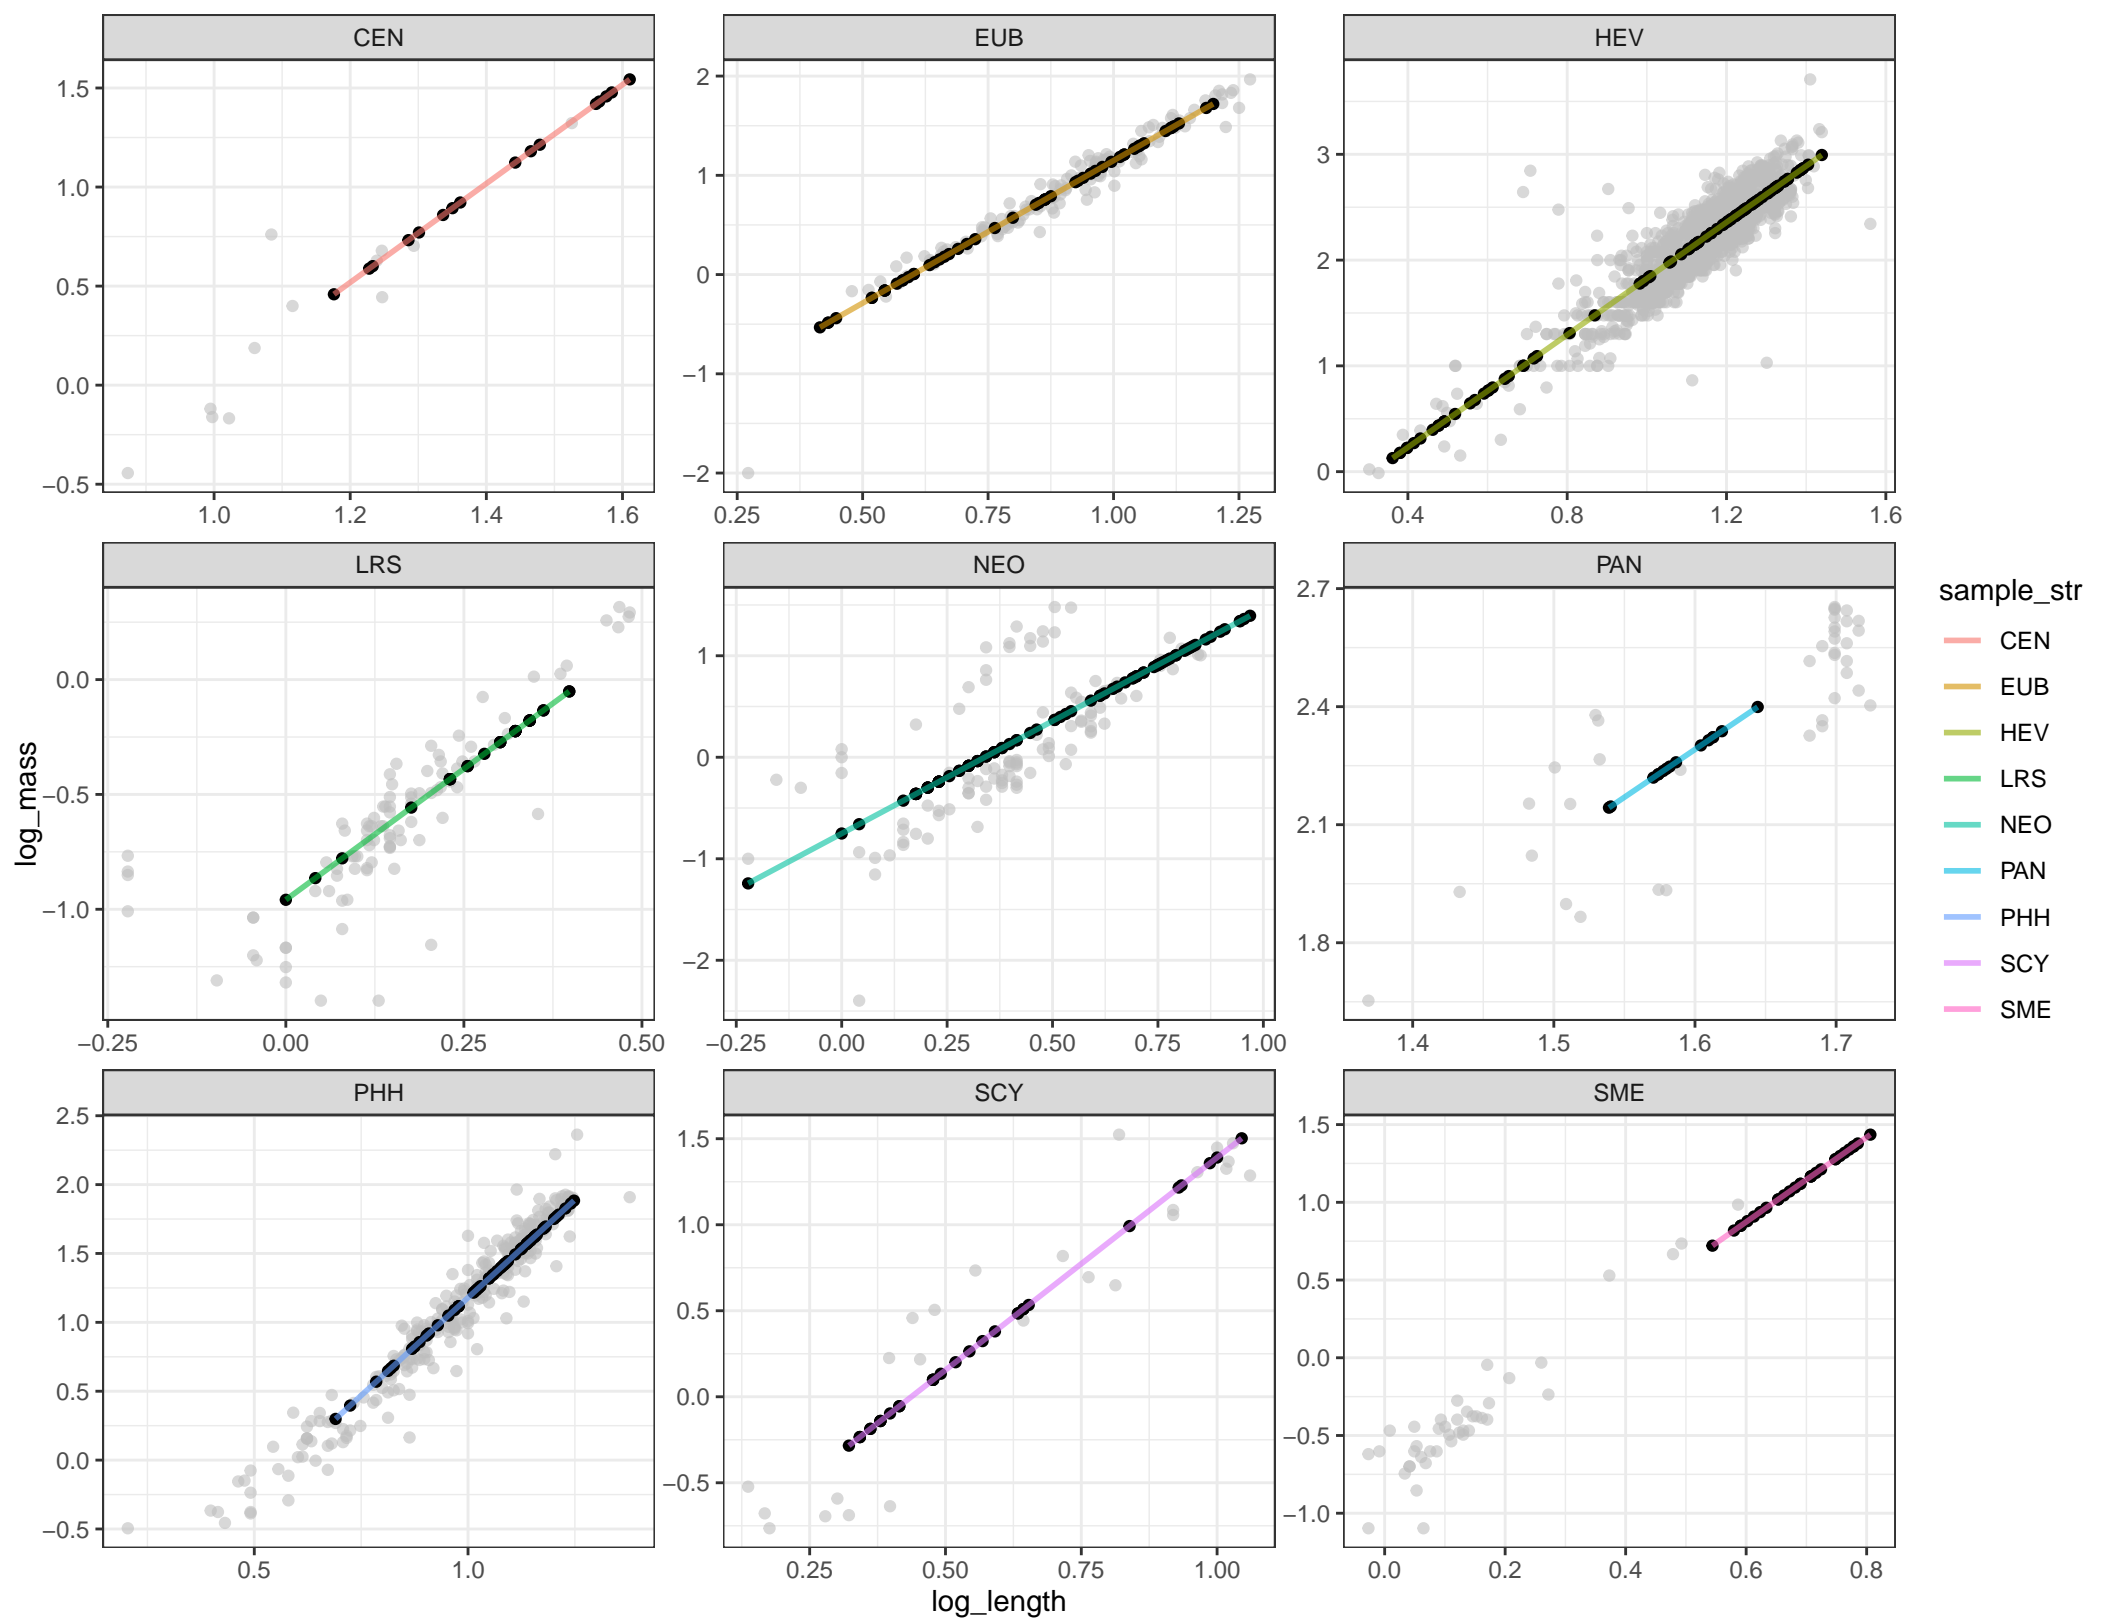 CEN
EUB
HEV
1.5
1.0
0.5
0.0
−0.5
1.0 1.2 1.4 1.6
2
1
0
−1
−2
0.25 0.50 0.75 1.00 1.25
3
2
1
0
0.4 0.8 1.2 1.6
LRS
NEO
PAN
0.0
−0.5
−1.0
−0.25 0.00 0.25 0.50
1
0
−1
−2
−0.25 0.00 0.25 0.50 0.75 1.00
2.7
2.4
2.1
1.8
1.4 1.5 1.6 1.7
PHH
SCY
SME
2.5
2.0
1.5
1.0
0.5
0.0
−0.5
0.5 1.0
1.5
1.0
0.5
0.0
−0.5
0.25 0.50 0.75 1.00
1.5
1.0
0.5
0.0
−0.5
−1.0
0.0 0.2 0.4 0.6 0.8
log_mass
log_length
sample_str
CEN
EUB
HEV
LRS
NEO
PAN
PHH
SCY
SME